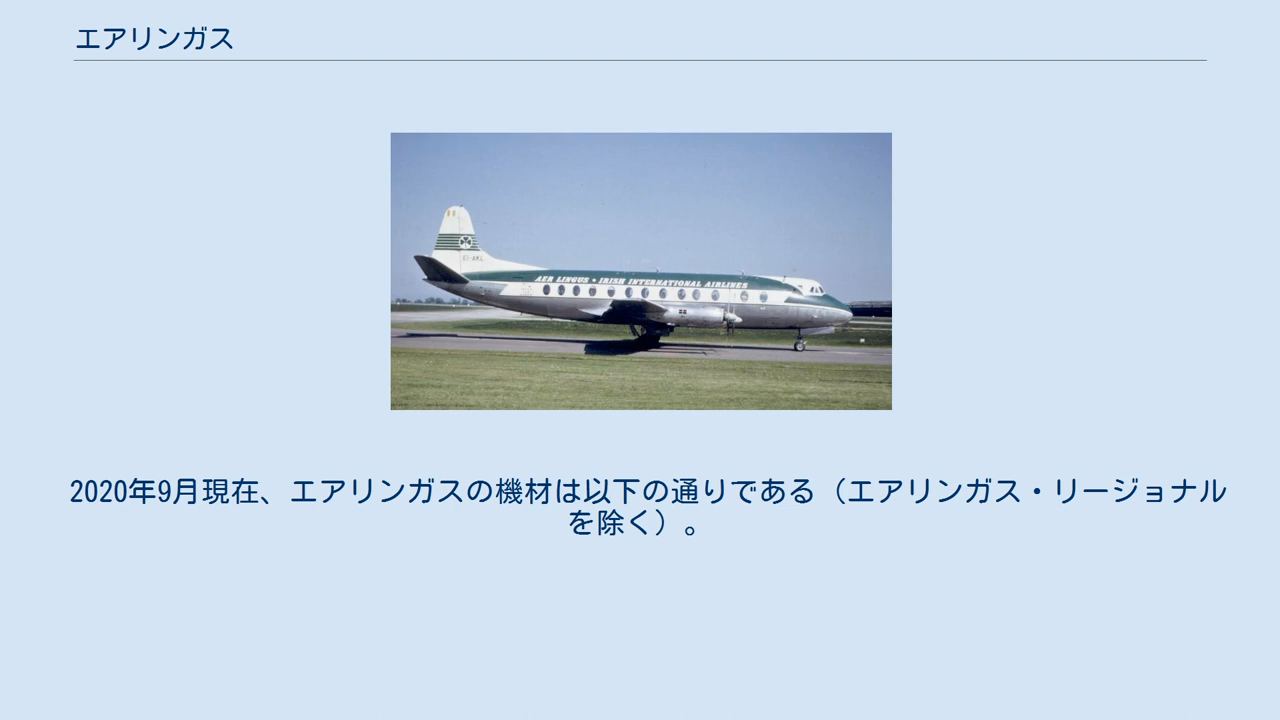 エアリンガス
EI-AKL
AER LINGUS • IRISH INTERNATIONAL AIRLINES
2020年9月現在、エアリンガスの機材は以下の通りである（エアリンガス・リージョナル
を除く）。